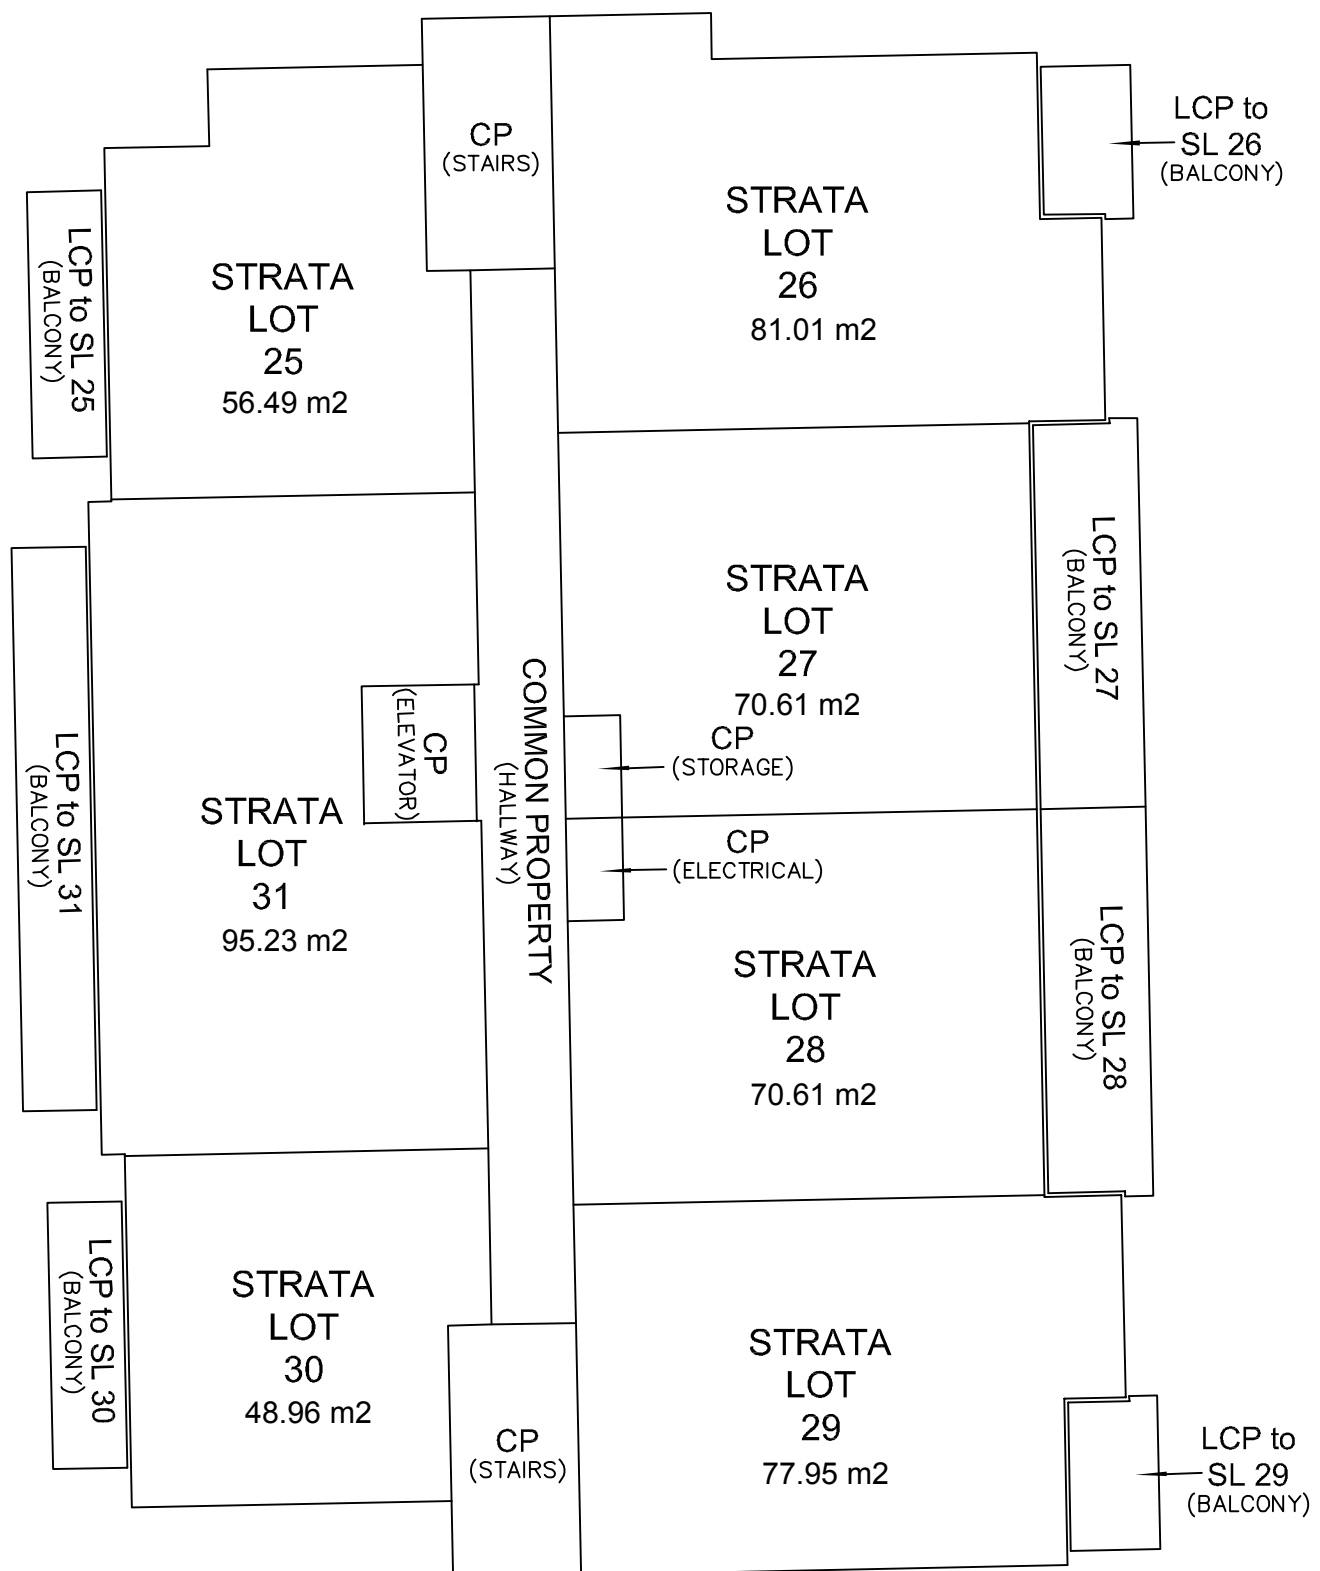 CP
(STAIRS)
LCP to
SL 26
(BALCONY)
STRATA
LOT
26
81.01 m2
LCP to SL 25
(BALCONY)
STRATA
LOT
25
56.49 m2
LCP to SL 27
(BALCONY)
STRATA
LOT
27
70.61 m2
CP
(STORAGE)
COMMON PROPERTY
(HALLWAY)
CP
(ELEVATOR)
LCP to SL 31
(BALCONY)
STRATA
LOT
31
95.23 m2
CP
(ELECTRICAL)
STRATA
LOT
28
70.61 m2
LCP to SL 28
(BALCONY)
LCP to SL 30
(BALCONY)
STRATA
LOT
30
48.96 m2
CP
(STAIRS)
STRATA
LOT
29
77.95 m2
LCP to
SL 29
(BALCONY)